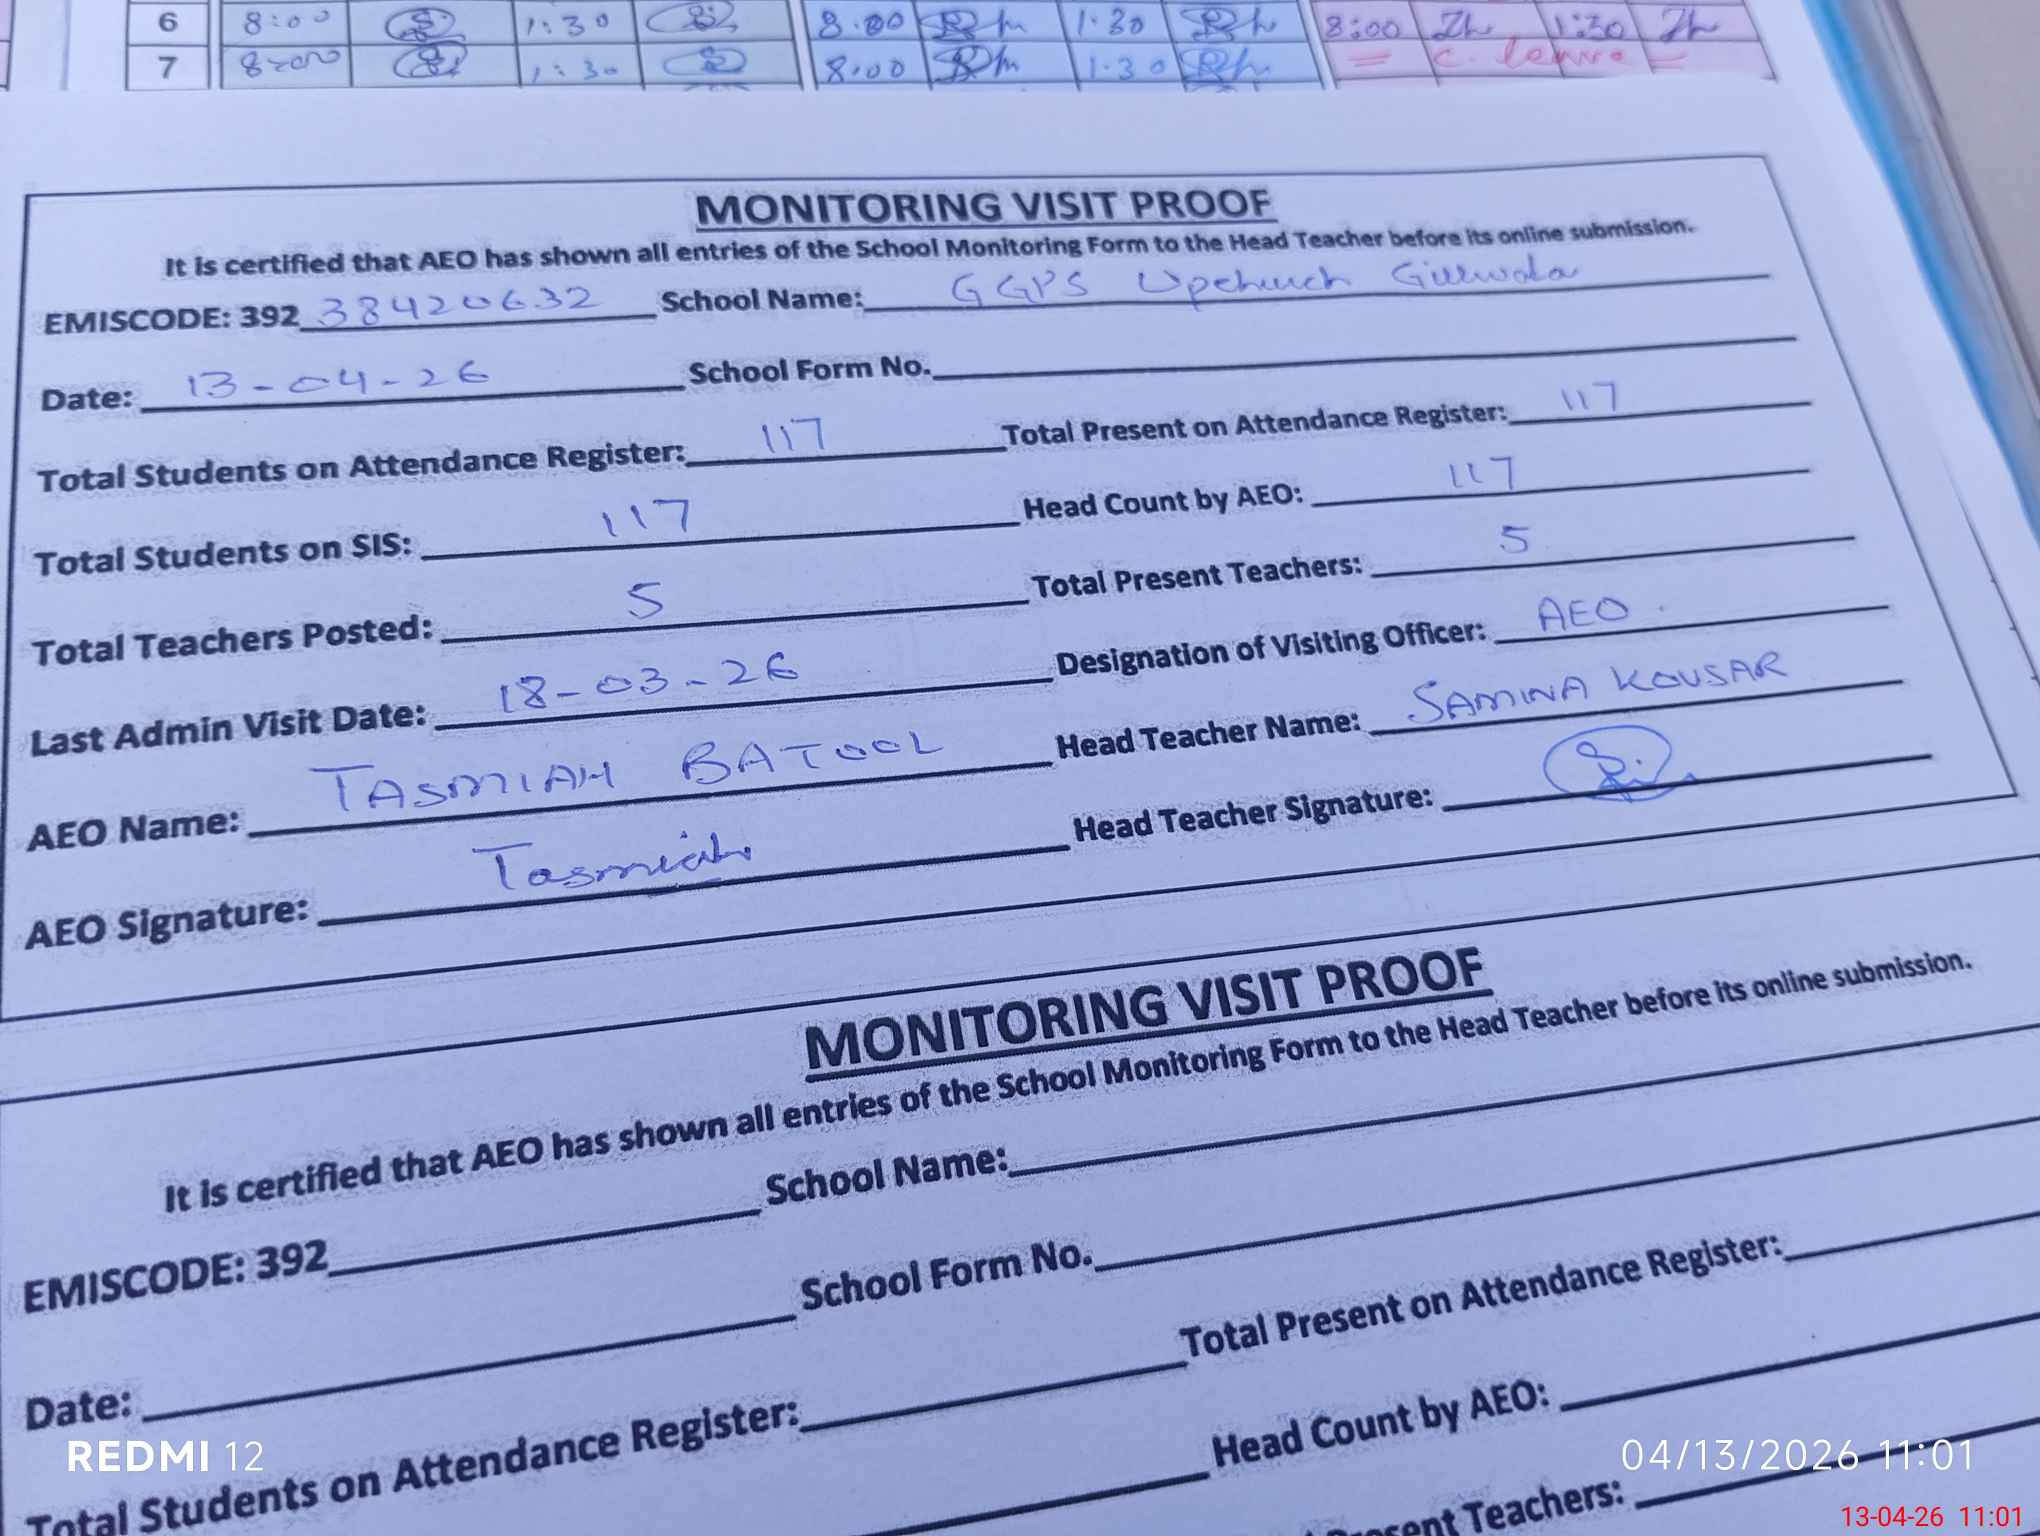 6 8:00 1:30 8.00 1.30 8:00 1:30
7 8:00 1:30 8.00 1.30 = C. leave =
MONITORING VISIT PROOF
It is certified that AEO has shown all entries of the School Monitoring Form to the Head Teacher before its online submission.
EMISCODE: 392 38420632 School Name: GGPS
Date: 13-04-26 School Form No.
Total Students on Attendance Register: 117 Total Present on Attendance Register: 117
Total Students on SIS: 117 Head Count by AEO: 117
Total Teachers Posted: 5 Total Present Teachers: 5
Last Admin Visit Date: 18-03-26 Designation of Visiting Officer: AEO.
AEO Name: TASMIAH BATOOL Head Teacher Name: SAMINA KOUSAR
AEO Signature: Tasmiah Head Teacher Signature:
MONITORING VISIT PROOF
It is certified that AEO has shown all entries of the School Monitoring Form to the Head Teacher before its online submission.
EMISCODE: 392 School Name:
Date: School Form No.
Total Students on Attendance Register: Total Present on Attendance Register:
Head Count by AEO:
Present Teachers:
REDMI 12
04/13/2026 11:01
13-04-26 11:01